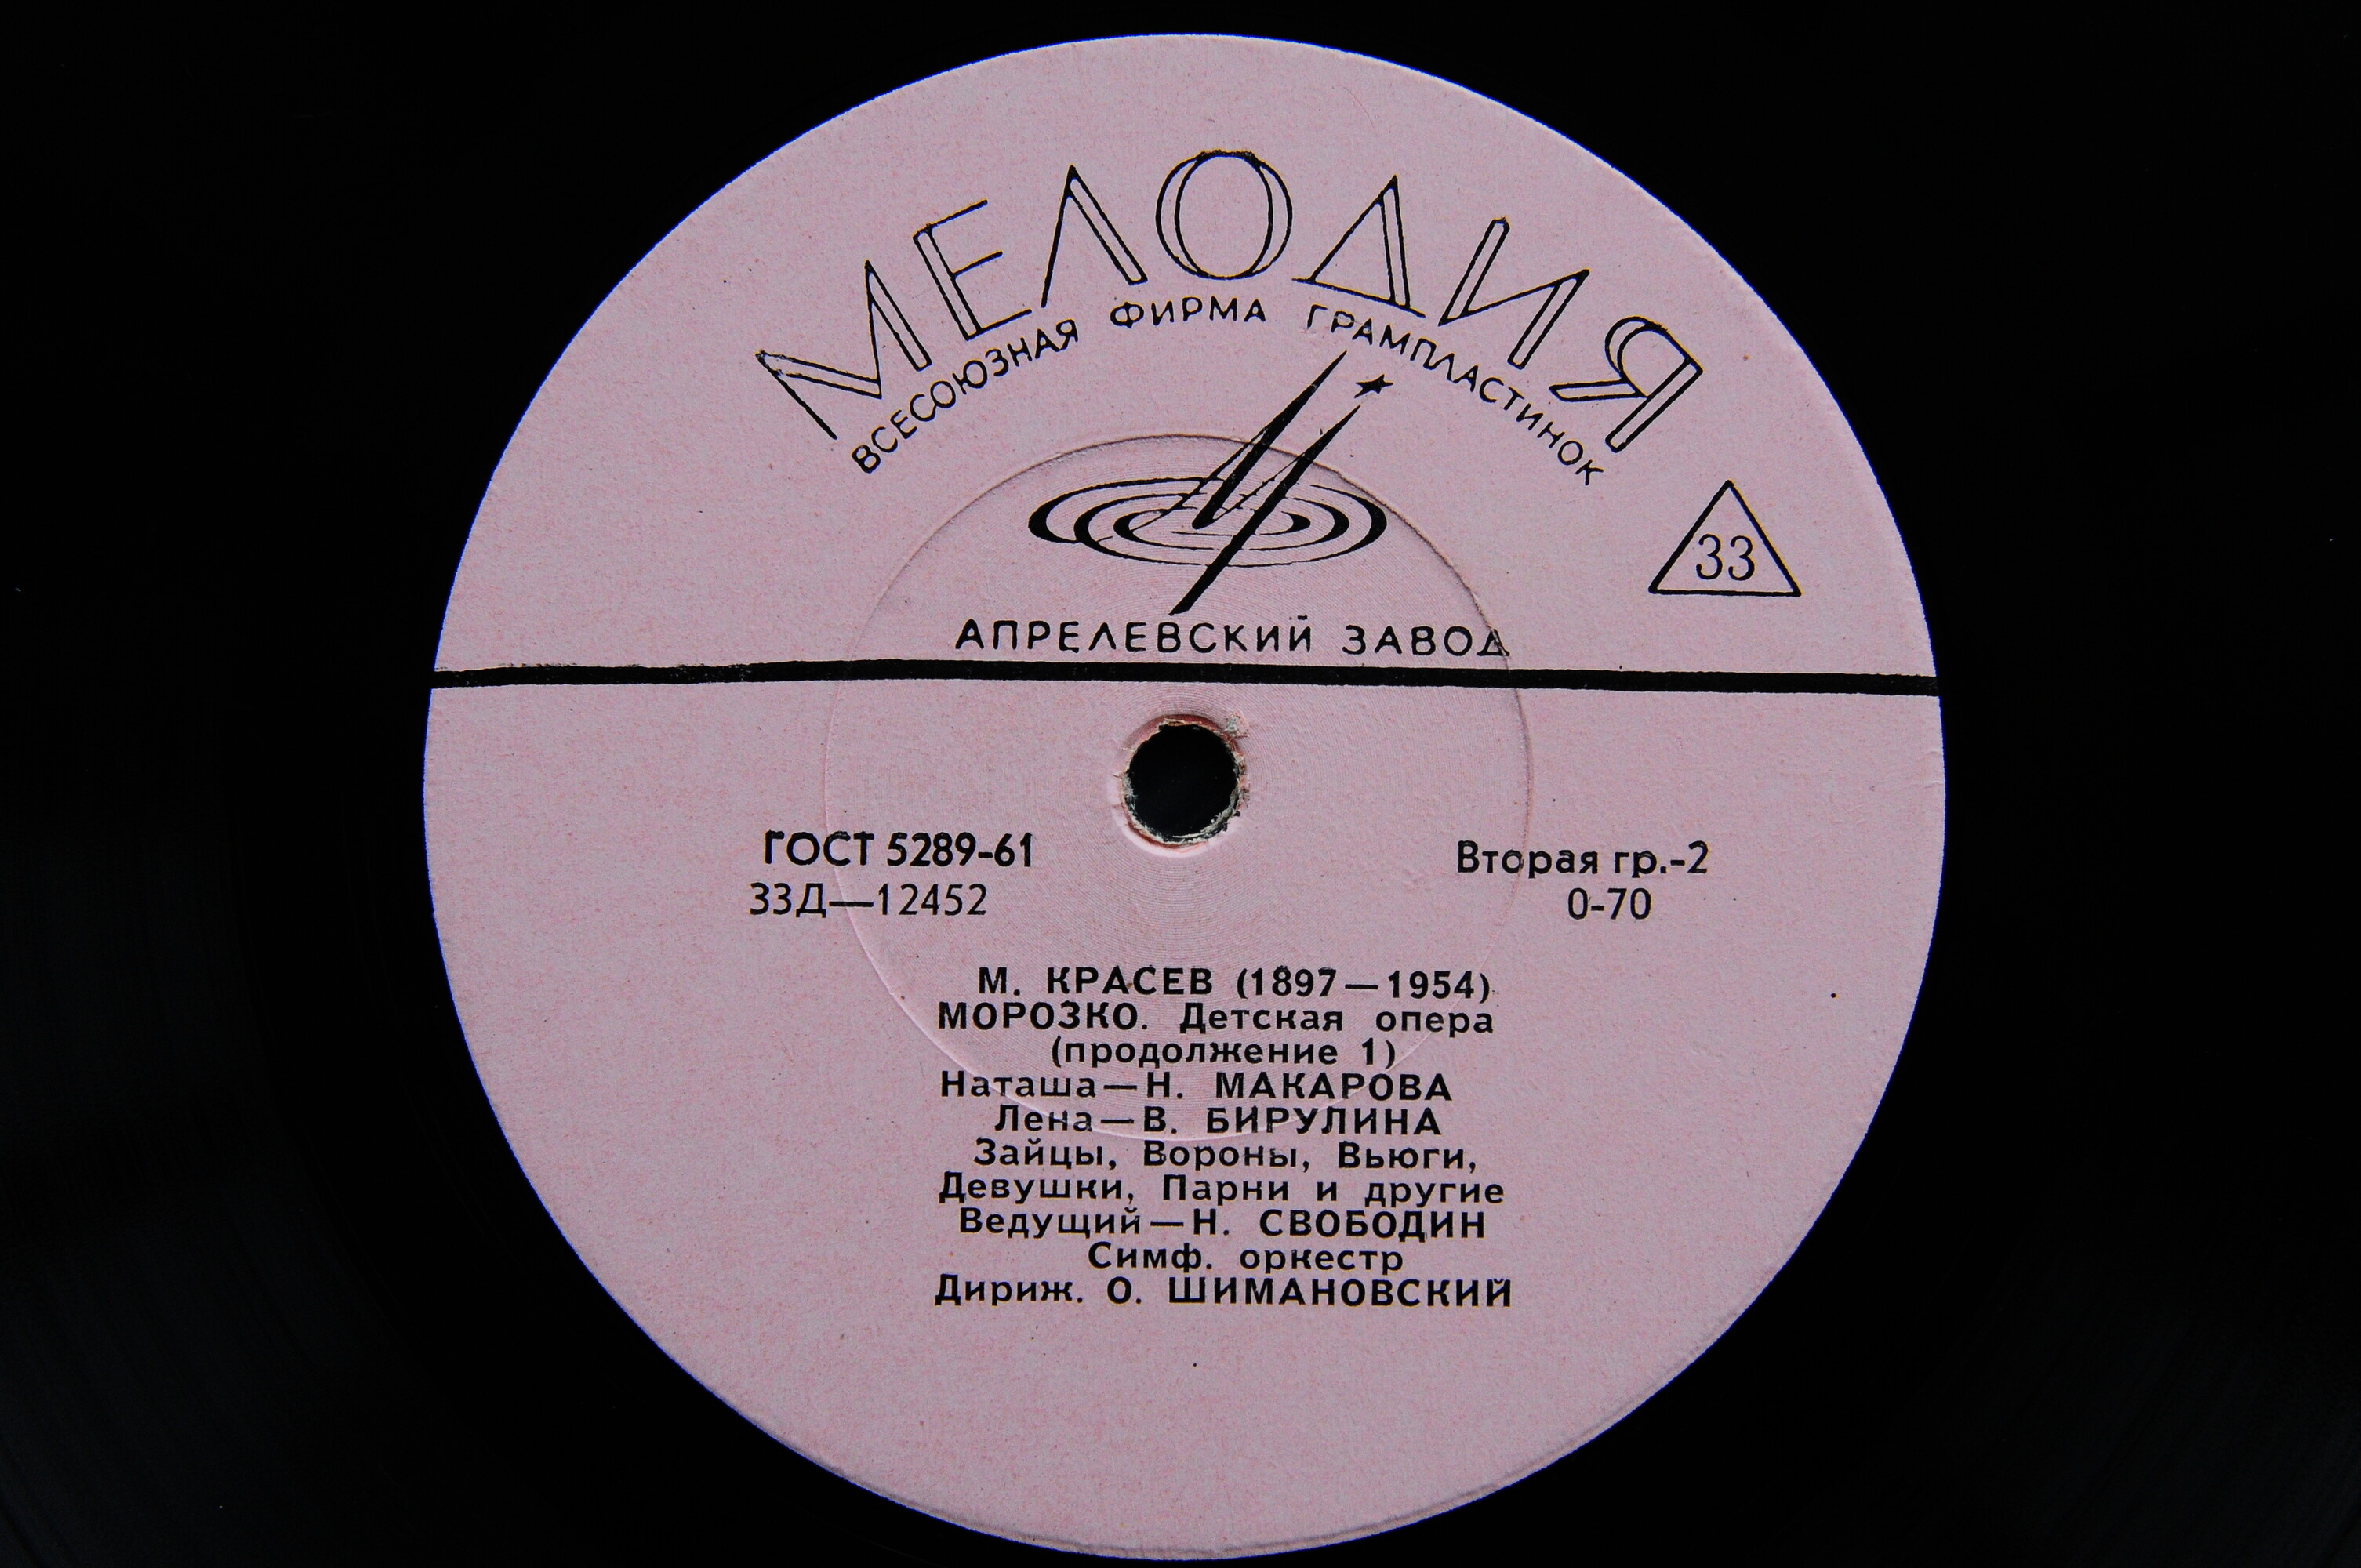 МЕЛОДИЯ
ВСЕСОЮЗНАЯ ФИРМА ГРАМПЛАСТИНОК
33
АПРЕЛЕВСКИЙ ЗАВОД
ГОСТ 5289-61
Вторая гр.-2
33Д—12452
0-70
М. КРАСЕВ (1897—1954)
МОРОЗКО. Детская опера
(продолжение 1)
Наташа—Н. МАКАРОВА
Лена—В. БИРУЛИНА
Зайцы, Вороны, Вьюги,
Девушки, Парни и другие
Ведущий—Н. СВОБОДИН
Симф. оркестр
Дириж. О. ШИМАНОВСКИЙ